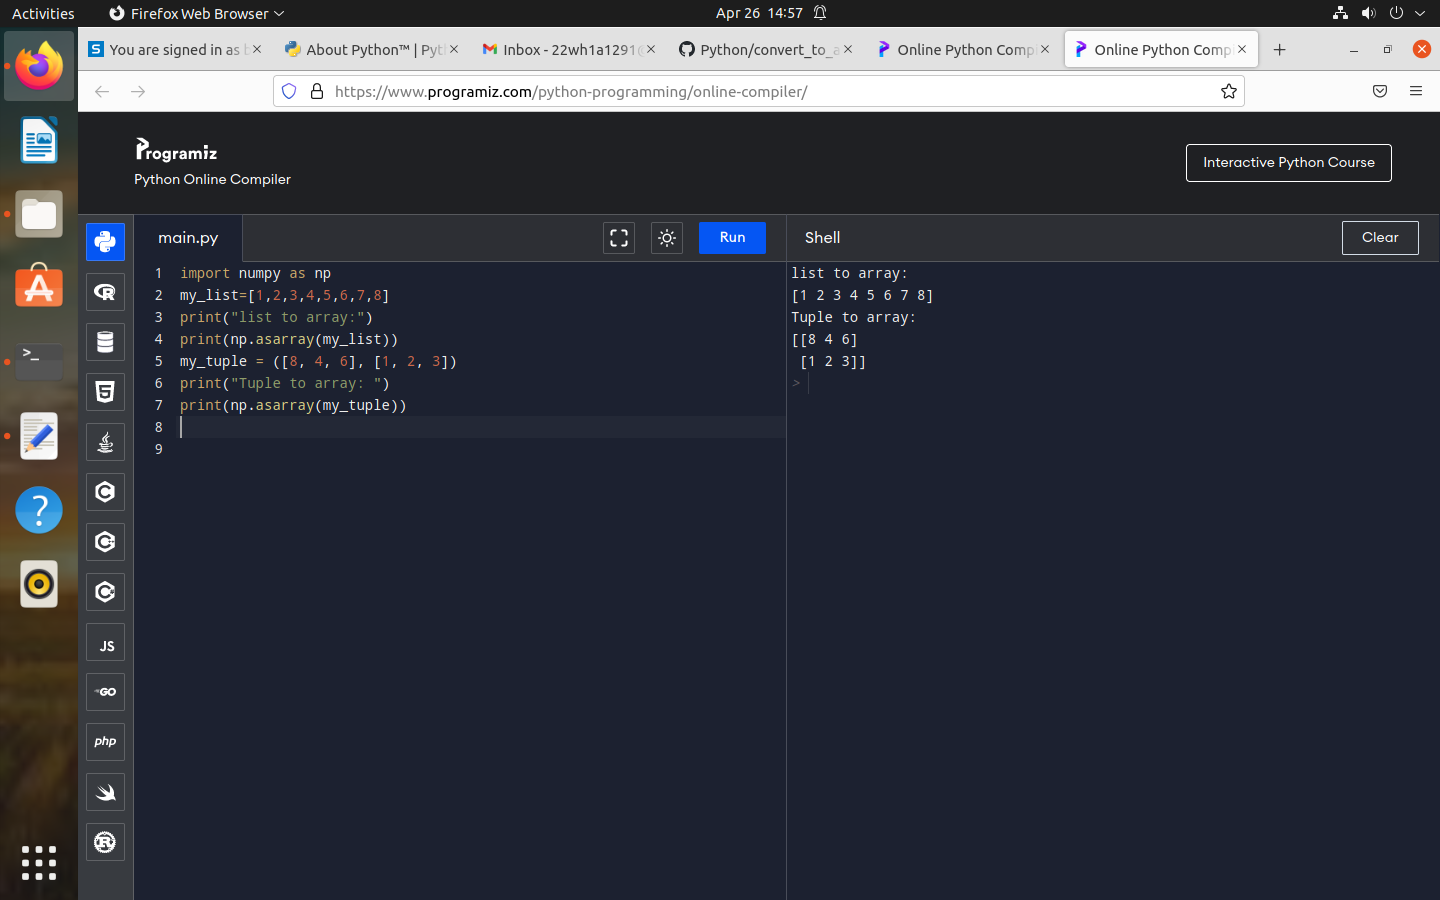 Activities
Firefox Web Browser
Apr 26 14:57
You are signed in as b
About Python™ | Pyt
Inbox - 22wh1a1291@
Python/convert_to_a
Online Python Comp
Online Python Comp
https://www.programiz.com/python-programming/online-compiler/
Programiz
Python Online Compiler
Interactive Python Course
main.py
Run
Shell
Clear
1 import numpy as np
2 my_list=[1,2,3,4,5,6,7,8]
3 print("list to array:")
4 print(np.asarray(my_list))
5 my_tuple = ([8, 4, 6], [1, 2, 3])
6 print("Tuple to array: ")
7 print(np.asarray(my_tuple))
8
9
list to array:
[1 2 3 4 5 6 7 8]
Tuple to array:
[[8 4 6]
 [1 2 3]]
>
S
R
5
C
C
C
JS
GO
php
R
>_
?
A